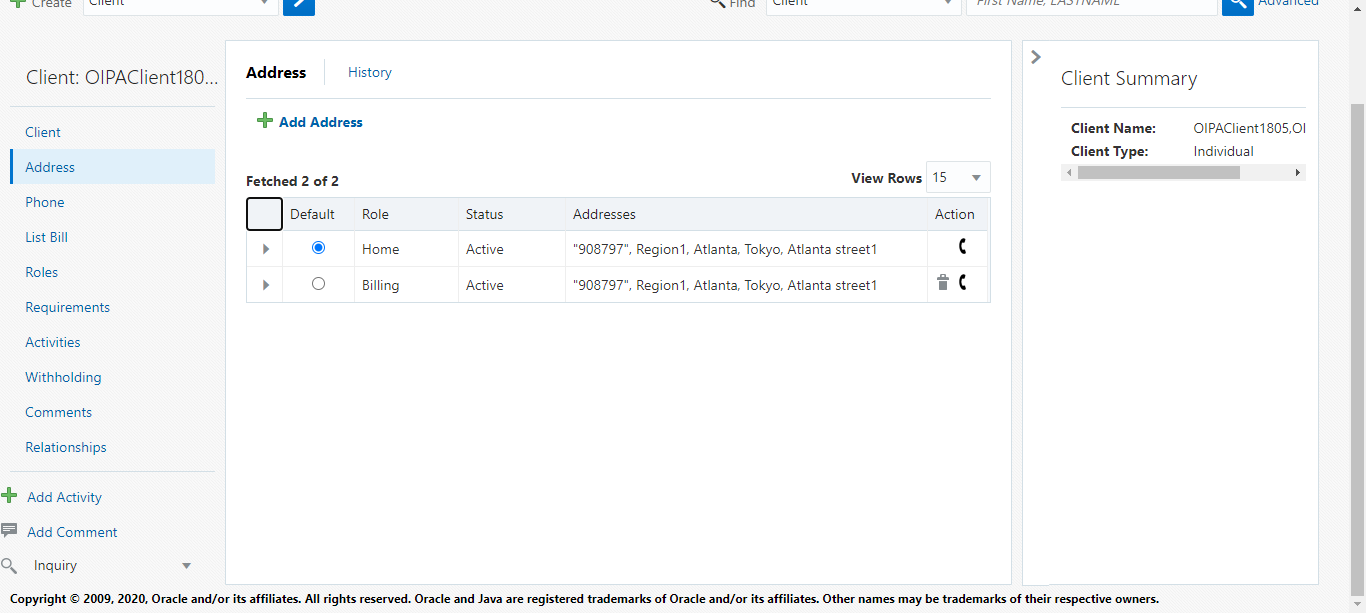 Create Client Find Client First Name, LASTNAME Advanced
Client: OIPAClient180...
Client
Address
Phone
List Bill
Roles
Requirements
Activities
Withholding
Comments
Relationships
Add Activity
Add Comment
Inquiry
Address History
Add Address
Fetched 2 of 2 View Rows 15
Default Role Status Addresses Action
Home Active "908797", Region1, Atlanta, Tokyo, Atlanta street1
Billing Active "908797", Region1, Atlanta, Tokyo, Atlanta street1
Client Summary
Client Name: OIPAClient1805,OI
Client Type: Individual
Copyright © 2009, 2020, Oracle and/or its affiliates. All rights reserved. Oracle and Java are registered trademarks of Oracle and/or its affiliates. Other names may be trademarks of their respective owners.